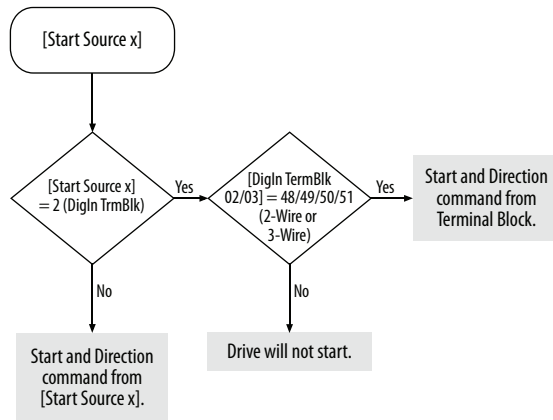 [Start Source x]
[Start Source x]
= 2 (DigIn TrmBlk)
Yes
[DigIn TermBlk
02/03] = 48/49/50/51
(2-Wire or
3-Wire)
Yes
Start and Direction
command from
Terminal Block.
No
No
Start and Direction
command from
[Start Source x].
Drive will not start.